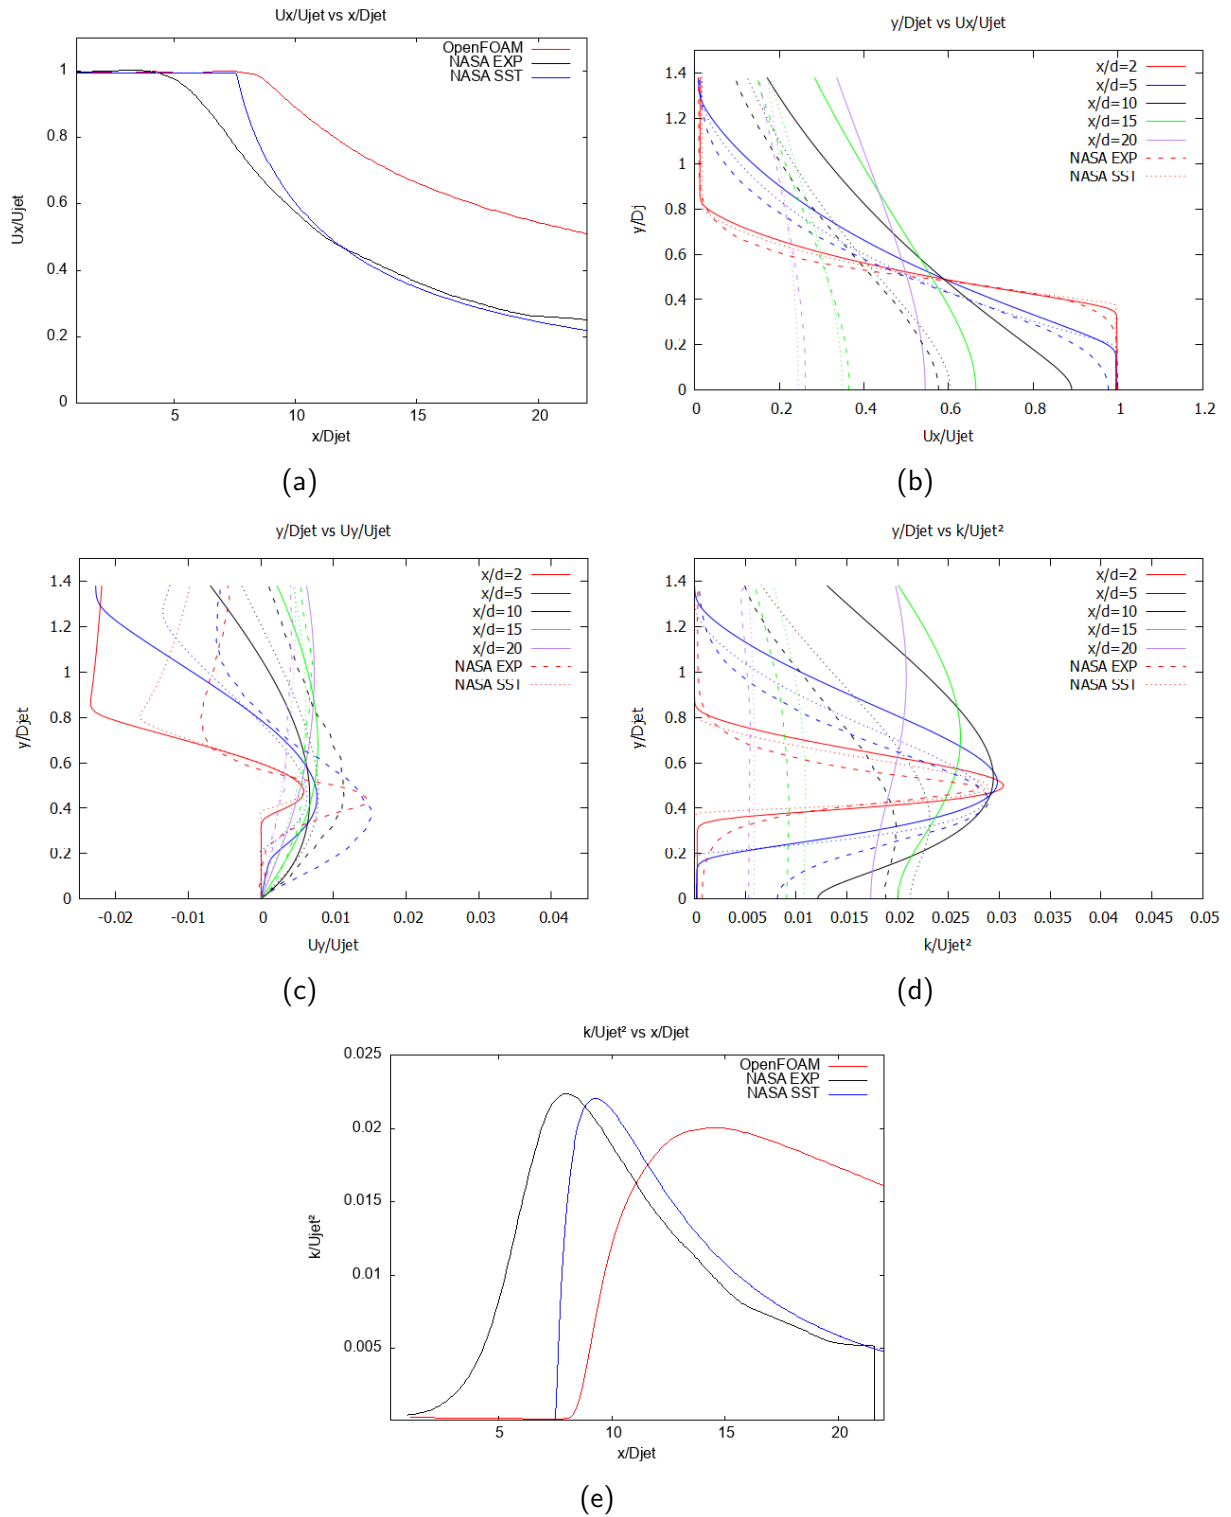 Ux/Ujet vs x/Djet
OpenFOAM
NASA EXP
NASA SST
1
0.8
0.6
0.4
0.2
0
Ux/Ujet
5
10
15
20
x/Djet
(a)
y/Djet vs Ux/Ujet
x/d=2
x/d=5
x/d=10
x/d=15
x/d=20
NASA EXP
NASA SST
1.4
1.2
1
0.8
0.6
0.4
0.2
0
y/Dj
0
0.2
0.4
0.6
0.8
1
1.2
Ux/Ujet
(b)
y/Djet vs Uy/Ujet
x/d=2
x/d=5
x/d=10
x/d=15
x/d=20
NASA EXP
NASA SST
1.4
1.2
1
0.8
0.6
0.4
0.2
0
y/Djet
-0.02
-0.01
0
0.01
0.02
0.03
0.04
Uy/Ujet
(c)
y/Djet vs k/Ujet²
x/d=2
x/d=5
x/d=10
x/d=15
x/d=20
NASA EXP
NASA SST
1.4
1.2
1
0.8
0.6
0.4
0.2
0
y/Djet
0
0.005
0.01
0.015
0.02
0.025
0.03
0.035
0.04
0.045
0.05
k/Ujet²
(d)
k/Ujet² vs x/Djet
OpenFOAM
NASA EXP
NASA SST
0.025
0.02
0.015
0.01
0.005
k/Ujet²
5
10
15
20
x/Djet
(e)